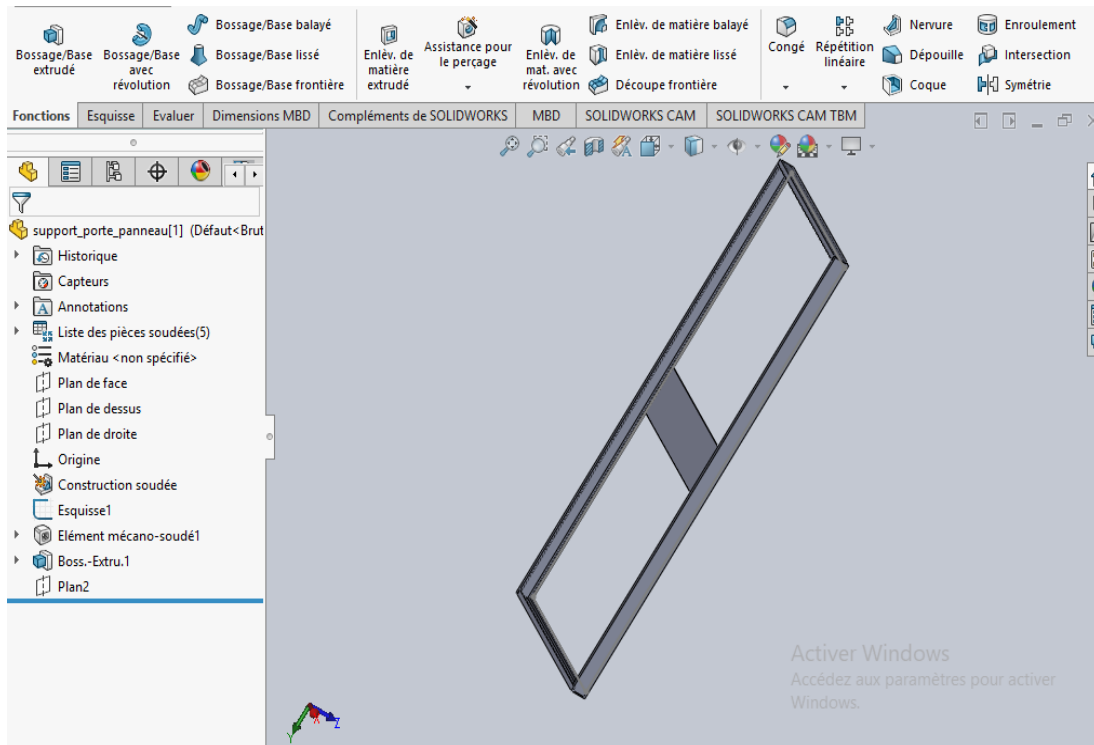 Bossage/Base extrudé
Bossage/Base avec révolution
Bossage/Base balayé
Bossage/Base lissé
Bossage/Base frontière
Enlèv. de matière extrudé
Assistance pour le perçage
Enlèv. de mat. avec révolution
Enlèv. de matière balayé
Enlèv. de matière lissé
Découpe frontière
Congé
Répétition linéaire
Nervure
Dépouille
Coque
Enroulement
Intersection
Symétrie
Fonctions Esquisse Evaluer Dimensions MBD Compléments de SOLIDWORKS MBD SOLIDWORKS CAM SOLIDWORKS CAM TBM
support_porte_panneau[1] (Défaut<Brut
Historique
Capteurs
Annotations
Liste des pièces soudées(5)
Matériau <non spécifié>
Plan de face
Plan de dessus
Plan de droite
Origine
Construction soudée
Esquisse1
Elément mécano-soudé1
Boss.-Extru.1
Plan2
Activer Windows
Accédez aux paramètres pour activer
Windows.
Y X Z